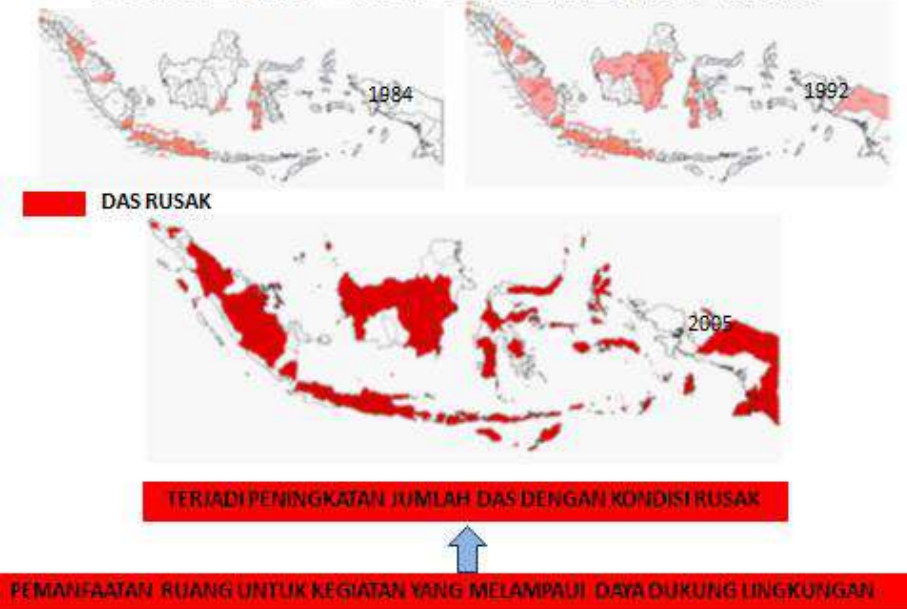 1984
1992
DAS RUSAK
2005
TERJADI PENINGKATAN JUMLAH DAS DENGAN KONDISI RUSAK
PEMANFAATAN RUANG UNTUK KEGIATAN YANG MELAMPAUI DAYA DUKUNG LINGKUNGAN